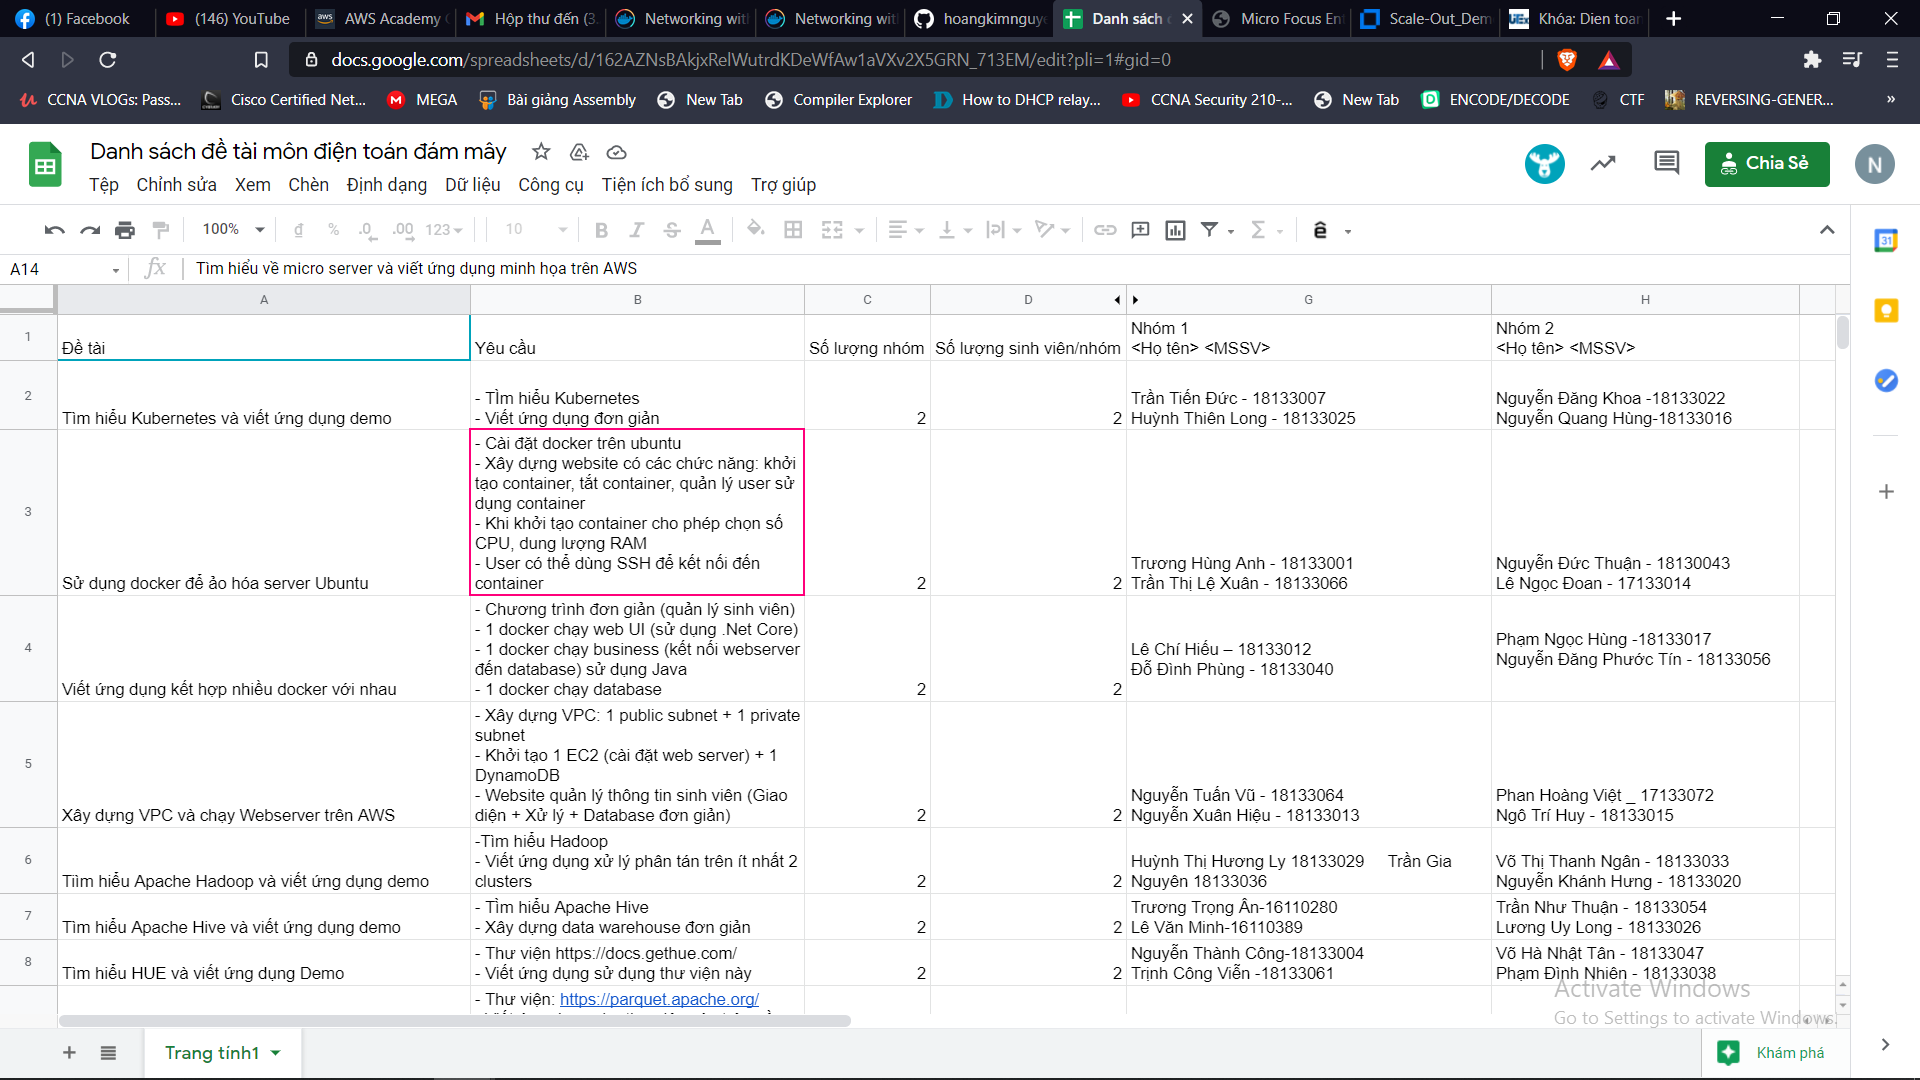 (1) Facebook
(146) YouTube
AWS Academy
Hộp thư đến (3.
Networking wit
Networking wit
hoangkimnguye
Danh sách
Micro Focus Ent
Scale-Out_Dem
Khóa: Dien toan
docs.google.com/spreadsheets/d/162AZNsBAkjxRelWutrdKDeWfAw1aVXv2X5GRN_713EM/edit?pli=1#gid=0
CCNA VLOGs: Pass...
Cisco Certified Net...
MEGA
Bài giảng Assembly
New Tab
Compiler Explorer
How to DHCP relay...
CCNA Security 210-...
New Tab
ENCODE/DECODE
CTF
REVERSING-GENER...
»
Danh sách đề tài môn điện toán đám mây
Tệp Chỉnh sửa Xem Chèn Định dạng Dữ liệu Công cụ Tiện ích bổ sung Trợ giúp
Chia Sẻ
N
100% đ % .0 .00 123 10 B I S A Σ ê
31
A14 fx Tìm hiểu về micro server và viết ứng dụng minh họa trên AWS
A B C D G H
1
Đề tài
Yêu cầu
Số lượng nhóm
Số lượng sinh viên/nhóm
Nhóm 1
<Họ tên> <MSSV>
Nhóm 2
<Họ tên> <MSSV>
2
Tìm hiểu Kubernetes và viết ứng dụng demo
- TÌm hiểu Kubernetes
- Viết ứng dụng đơn giản
2
2
Trần Tiến Đức - 18133007
Huỳnh Thiên Long - 18133025
Nguyễn Đăng Khoa -18133022
Nguyễn Quang Hùng-18133016
3
Sử dụng docker để ảo hóa server Ubuntu
- Cài đặt docker trên ubuntu
- Xây dựng website có các chức năng: khởi
tạo container, tắt container, quản lý user sử
dụng container
- Khi khởi tạo container cho phép chọn số
CPU, dung lượng RAM
- User có thể dùng SSH để kết nối đến
container
2
2
Trương Hùng Anh - 18133001
Trần Thị Lệ Xuân - 18133066
Nguyễn Đức Thuận - 18130043
Lê Ngọc Đoan - 17133014
4
Viết ứng dụng kết hợp nhiều docker với nhau
- Chương trình đơn giản (quản lý sinh viên)
- 1 docker chạy web UI (sử dụng .Net Core)
- 1 docker chạy business (kết nối webserver
đến database) sử dụng Java
- 1 docker chạy database
2
2
Lê Chí Hiếu – 18133012
Đỗ Đình Phùng - 18133040
Phạm Ngọc Hùng -18133017
Nguyễn Đăng Phước Tín - 18133056
5
Xây dựng VPC và chạy Webserver trên AWS
- Xây dựng VPC: 1 public subnet + 1 private
subnet
- Khởi tạo 1 EC2 (cài đặt web server) + 1
DynamoDB
- Website quản lý thông tin sinh viên (Giao
diện + Xử lý + Database đơn giản)
2
2
Nguyễn Tuấn Vũ - 18133064
Nguyễn Xuân Hiệu - 18133013
Phan Hoàng Việt _ 17133072
Ngô Trí Huy - 18133015
6
Tiìm hiểu Apache Hadoop và viết ứng dụng demo
-Tìm hiểu Hadoop
- Viết ứng dụng xử lý phân tán trên ít nhất 2
clusters
2
2
Huỳnh Thị Hương Ly 18133029 Trần Gia
Nguyên 18133036
Võ Thị Thanh Ngân - 18133033
Nguyễn Khánh Hưng - 18133020
7
Tìm hiểu Apache Hive và viết ứng dụng demo
- TÌm hiểu Apache Hive
- Xây dựng data warehouse đơn giản
2
2
Trương Trọng Ân-16110280
Lê Văn Minh-16110389
Trần Như Thuận - 18133054
Lương Uy Long - 18133026
8
Tìm hiểu HUE và viết ứng dụng Demo
- Thư viện https://docs.gethue.com/
- Viết ứng dụng sử dụng thư viện này
2
2
Nguyễn Thành Công-18133004
Trịnh Công Viễn -18133061
Võ Hà Nhật Tân - 18133047
Phạm Đình Nhiên - 18133038
- Thư viện: https://parquet.apache.org/
Activate Windows
Go to Settings to activate Windows.
Trang tính1
Khám phá